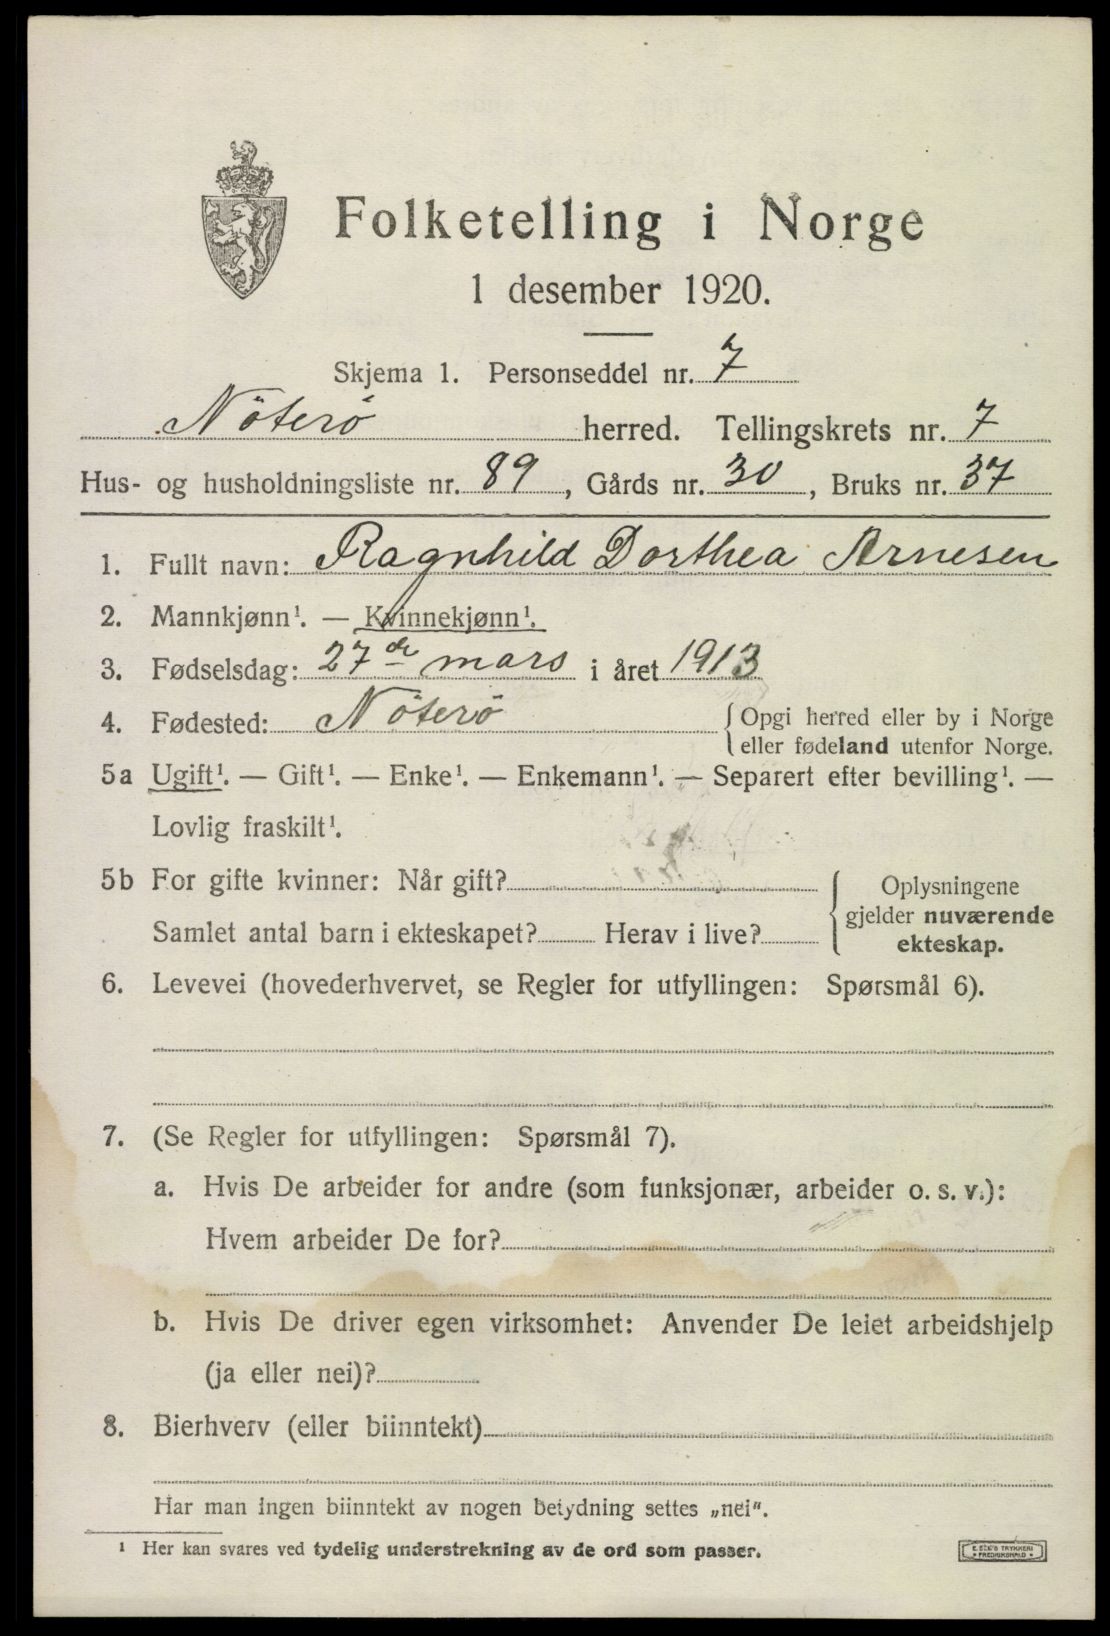 Folketelling i Norge
1 desember 1920.
Skjema 1. Personseddel nr. 7
Nöterö herred. Tellingskrets nr. 7
Hus- og husholdningsliste nr. 89, Gårds nr. 30, Bruks nr. 37
1. Fullt navn: Ragnhild Dorthea Arnesen
2. Mannkjønn¹. — Kvinnekjønn¹.
3. Fødselsdag: 27de mars i året 1913
4. Fødested: Nöterö {Opgi herred eller by i Norge
eller fødeland utenfor Norge.
5a Ugift¹. — Gift¹. — Enke¹. — Enkemann¹. — Separert efter bevilling¹. —
Lovlig fraskilt¹.
5b For gifte kvinner: Når gift? { Oplysningene
gjelder nuværende
Samlet antal barn i ekteskapet? Herav i live?
ekteskap.
6. Levevei (hovederhvervet, se Regler for utfyllingen: Spørsmål 6).
7. (Se Regler for utfyllingen: Spørsmål 7).
a. Hvis De arbeider for andre (som funksjonær, arbeider o. s. v.):
Hvem arbeider De for?
b. Hvis De driver egen virksomhet: Anvender De leiet arbeidshjelp
(ja eller nei)?
8. Bierhverv (eller biinntekt)
Har man ingen biinntekt av nogen betydning settes „nei".
¹ Her kan svares ved tydelig understrekning av de ord som passer.
TRYKKERI
FREDRIKSHALD